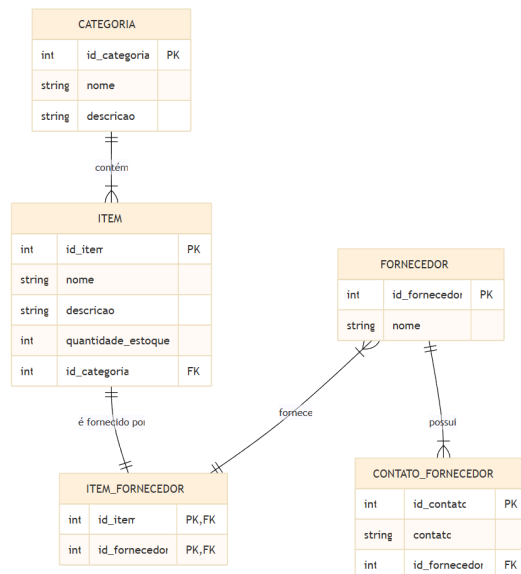 CATEGORIA
int id_categoria PK
string nome
string descricao
contém
ITEM
int id_item PK
string nome
string descricao
int quantidade_estoque
int id_categoria FK
FORNECEDOR
int id_fornecedor PK
string nome
é fornecido por
fornece
possui
ITEM_FORNECEDOR
int id_item PK,FK
int id_fornecedor PK,FK
CONTATO_FORNECEDOR
int id_contato PK
string contato
int id_fornecedor FK